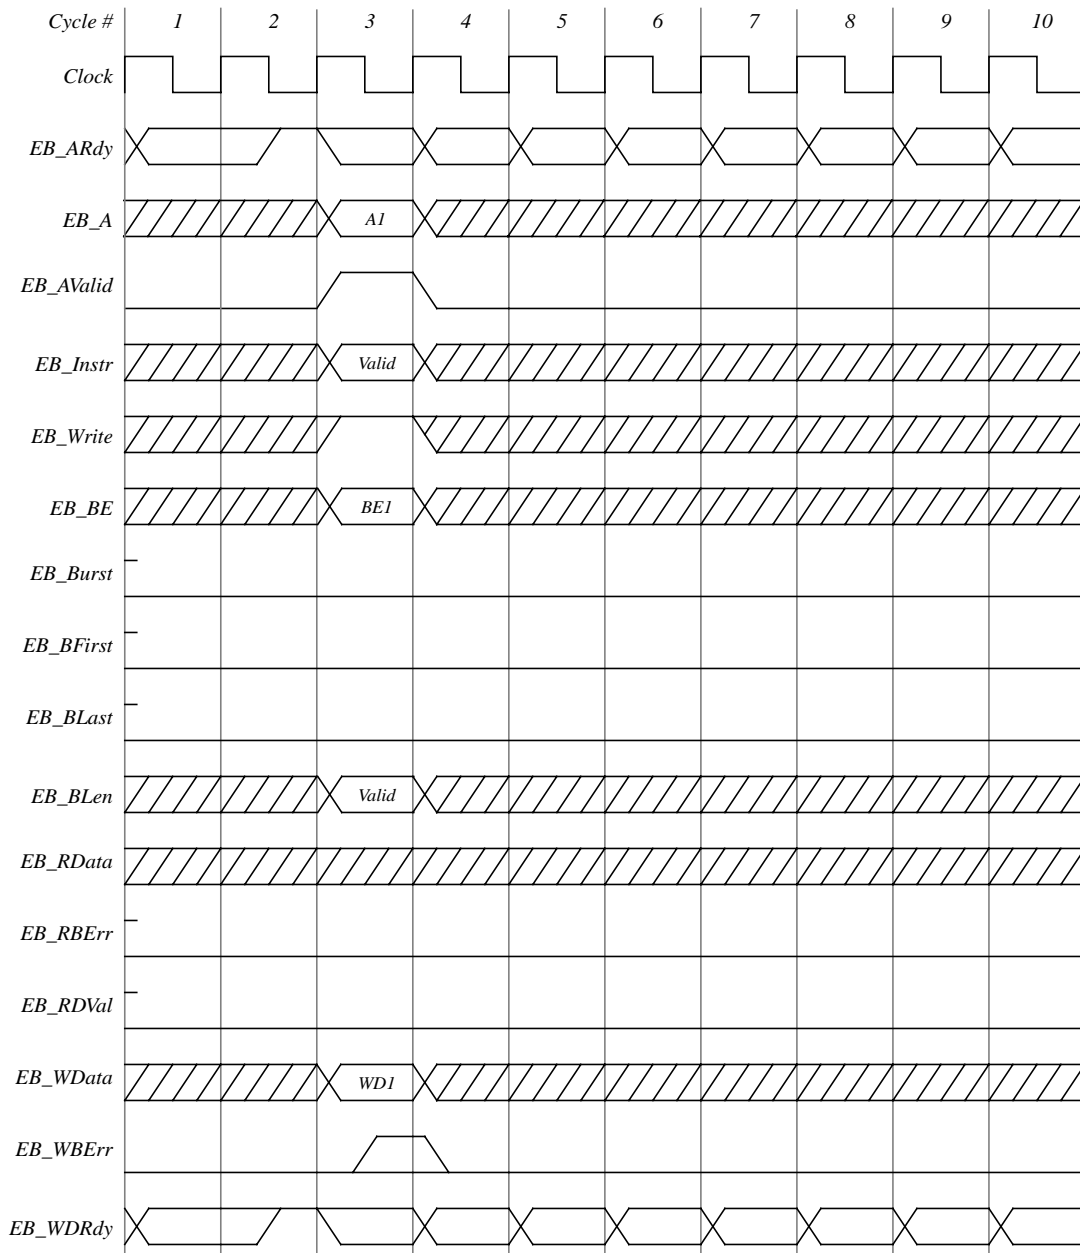 Cycle # 1 2 3 4 5 6 7 8 9 10
Clock
EB_ARdy
EB_A A1
EB_AValid
EB_Instr Valid
EB_Write
EB_BE BE1
EB_Burst
EB_BFirst
EB_BLast
EB_BLen Valid
EB_RData
EB_RBErr
EB_RDVal
EB_WData WD1
EB_WBErr
EB_WDRdy